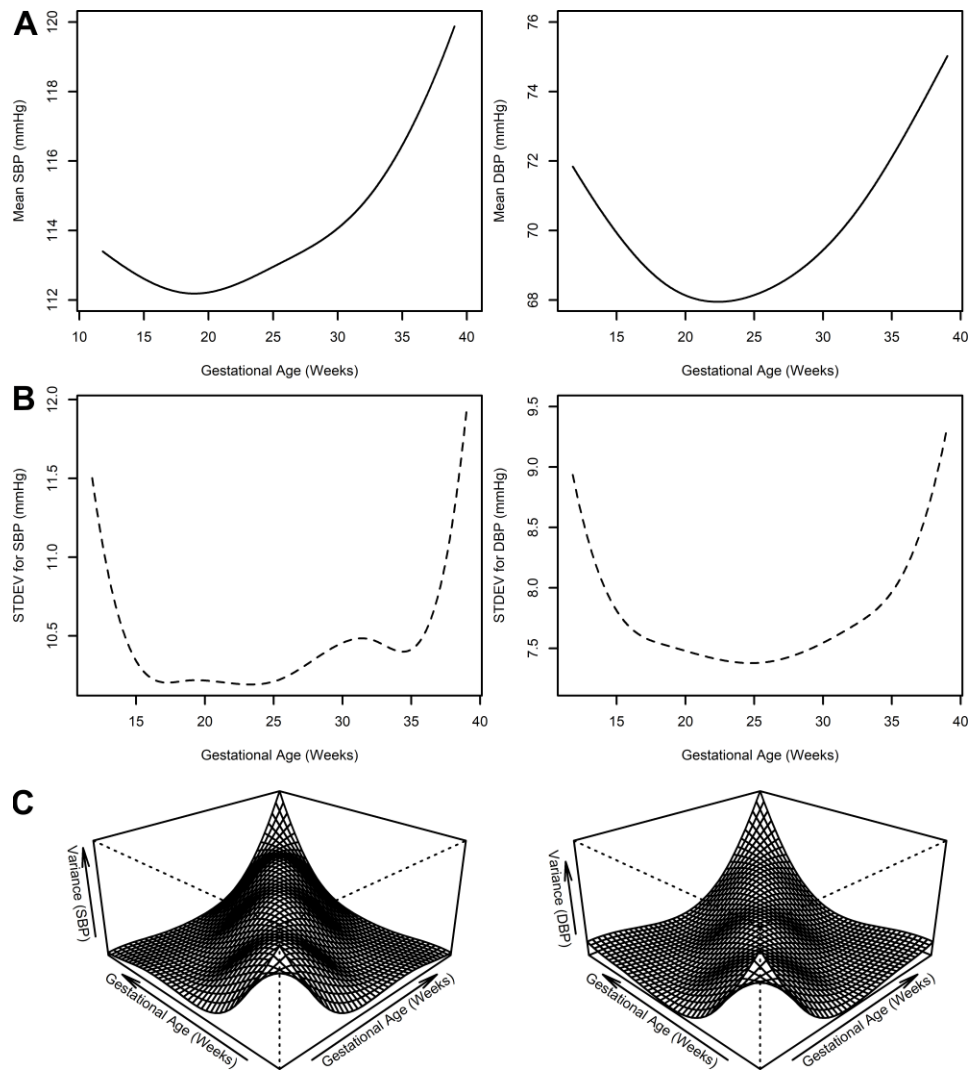 A
Mean SBP (mmHg)
112 114 116 118 120
10 15 20 25 30 35 40
Gestational Age (Weeks)
Mean DBP (mmHg)
68 70 72 74 76
15 20 25 30 35 40
Gestational Age (Weeks)
B
STDEV for SBP (mmHg)
10.5 11.0 11.5 12.0
15 20 25 30 35 40
Gestational Age (Weeks)
STDEV for DBP (mmHg)
7.5 8.0 8.5 9.0 9.5
15 20 25 30 35 40
Gestational Age (Weeks)
C
Variance (SBP)
Gestational Age (Weeks)
Gestational Age (Weeks)
Variance (DBP)
Gestational Age (Weeks)
Gestational Age (Weeks)